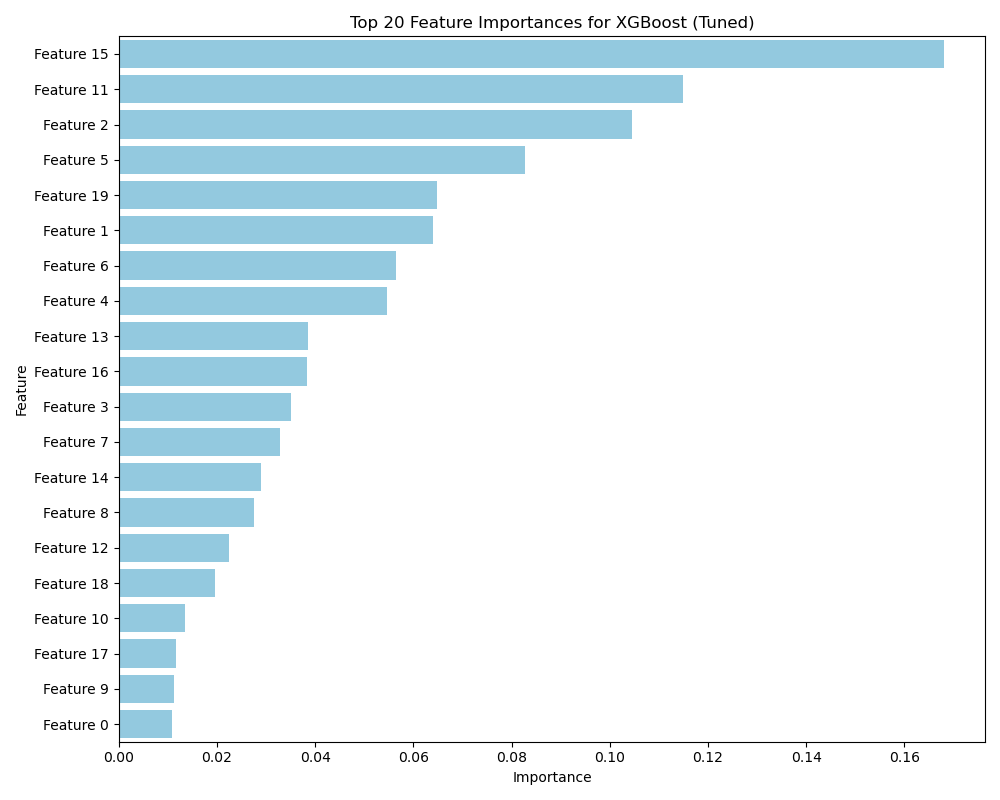 Top 20 Feature Importances for XGBoost (Tuned)
Feature 15
Feature 11
Feature 2
Feature 5
Feature 19
Feature 1
Feature 6
Feature 4
Feature 13
Feature 16
Feature 3
Feature 7
Feature 14
Feature 8
Feature 12
Feature 18
Feature 10
Feature 17
Feature 9
Feature 0
Feature
0.00 0.02 0.04 0.06 0.08 0.10 0.12 0.14 0.16
Importance